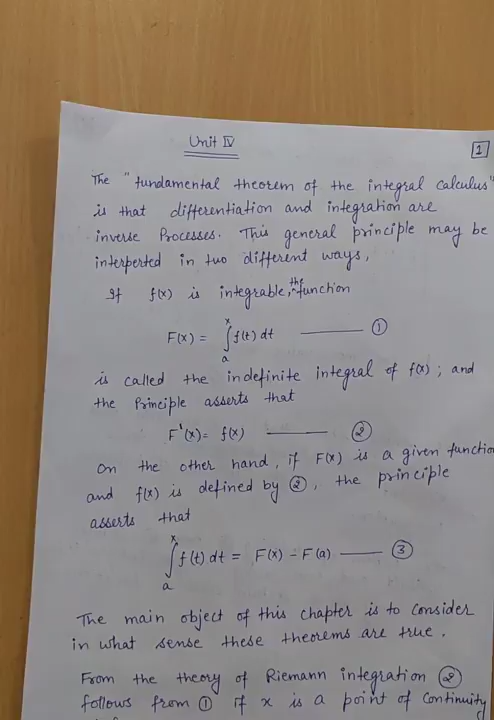 Unit IV
1
The "fundamental theorem of the integral calculus"
is that differentiation and integration are
inverse Processes. This general principle may be
interperted in two different ways,
If f(x) is integrable, the function
F(x) = ∫ₐˣ f(t) dt ——— ①
is called the indefinite integral of f(x); and
the Principle asserts that
F'(x) = f(x) ——— ②
On the other hand, if F(x) is a given function
and f(x) is defined by ②, the principle
asserts that
∫ₐˣ f(t) dt = F(x) - F(a) ——— ③
The main object of this chapter is to consider
in what sense these theorems are true.
From the theory of Riemann integration ②
follows from ① if x is a point of Continuity